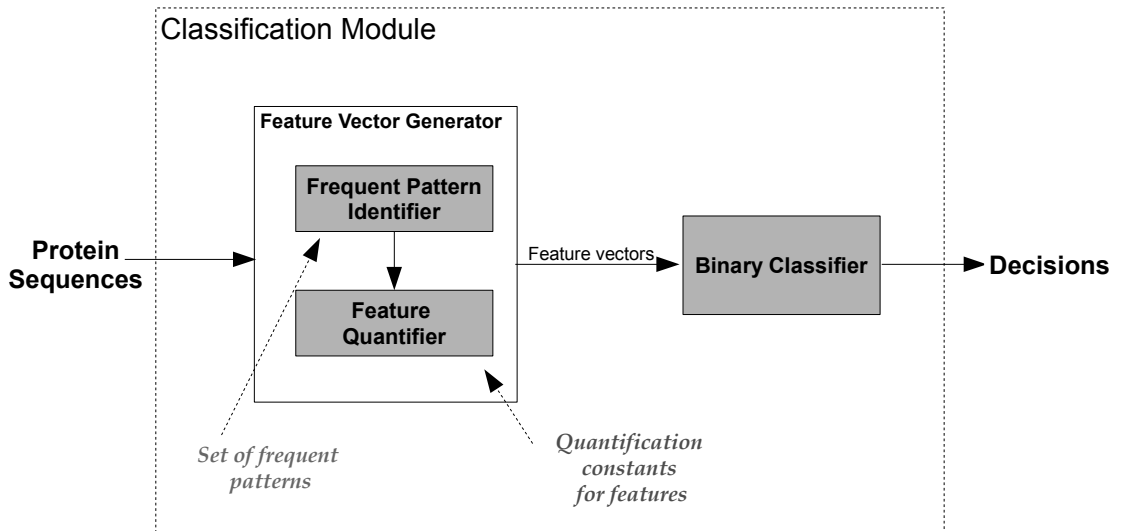 Classification Module
Feature Vector Generator
Frequent Pattern
Identifier
Protein
Sequences
Feature vectors
Binary Classifier
Decisions
Feature
Quantifier
Set of frequent
patterns
Quantification
constants
for features